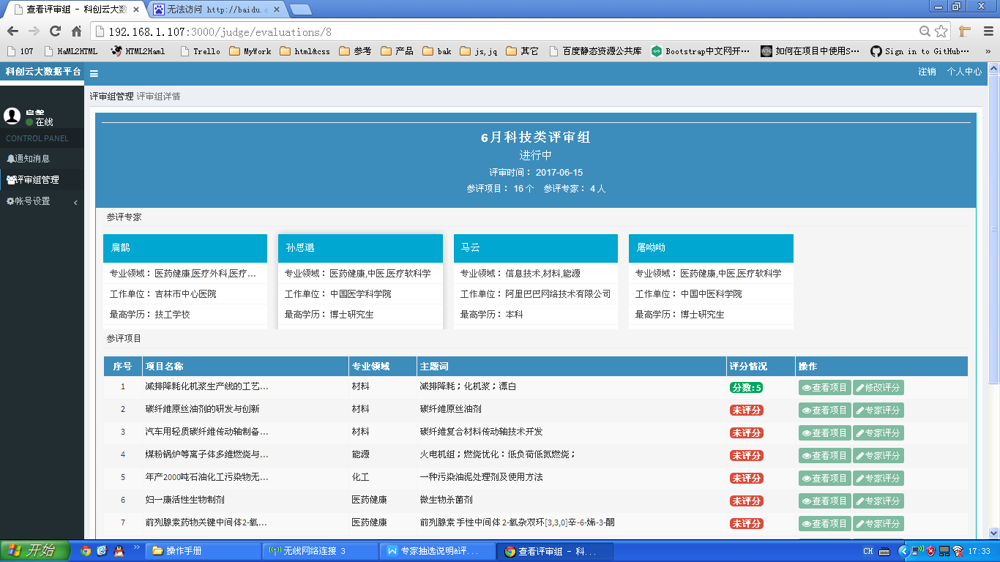 查看评审组 - 科创云大数
无法访问 http://baidu.c
192.168.1.107:3000/judge/evaluations/8
107 HaML2HTML HTML2Haml Trello MyWork html&css 参考 产品 bak js,jq 其它 百度静态资源公共库 Bootstrap中文网开… 如何在项目中使用S… Sign in to GitHub… »
科创云大数据平台 注销 个人中心
评审组管理 评审组详情
扁鹊
在线
CONTROL PANEL
通知消息
评审组管理
帐号设置
6月科技类评审组
进行中
评审时间： 2017-06-15
参评项目： 16 个 参评专家： 4 人
参评专家
扁鹊
专业领域： 医药健康,医疗外科,医疗...
工作单位： 吉林市中心医院
最高学历： 技工学校
孙思邈
专业领域： 医药健康,中医,医疗软科学
工作单位： 中国医学科学院
最高学历： 博士研究生
马云
专业领域： 信息技术,材料,能源
工作单位： 阿里巴巴网络技术有限公司
最高学历： 本科
屠呦呦
专业领域： 医药健康,中医,医疗软科学
工作单位： 中国中医科学院
最高学历： 博士研究生
参评项目
序号 项目名称 专业领域 主题词 评分情况 操作
1 减排降耗化机浆生产线的工艺... 材料 减排降耗；化机浆；漂白 分数:5 查看项目 修改评分
2 碳纤维原丝油剂的研发与创新 材料 碳纤维原丝油剂 未评分 查看项目 专家评分
3 汽车用轻质碳纤维传动轴制备... 材料 碳纤维复合材料传动轴技术开发 未评分 查看项目 专家评分
4 煤粉锅炉等离子体多维燃烧与... 能源 火电机组；燃烧优化：低负荷低氮燃烧； 未评分 查看项目 专家评分
5 年产2000吨石油化工污染物无... 化工 一种污染油泥处理剂及使用方法 未评分 查看项目 专家评分
6 妇一康活性生物制剂 医药健康 微生物杀菌剂 未评分 查看项目 专家评分
7 前列腺素药物关键中间体2-氧... 医药健康 前列腺素 手性中间体 2-氧杂双环[3,3,0]辛-6-烯-3-酮 未评分 查看项目 专家评分
开始 » 操作手册 无线网络连接 3 专家抽选说明&评... 查看评审组 - 科... CH 17:33